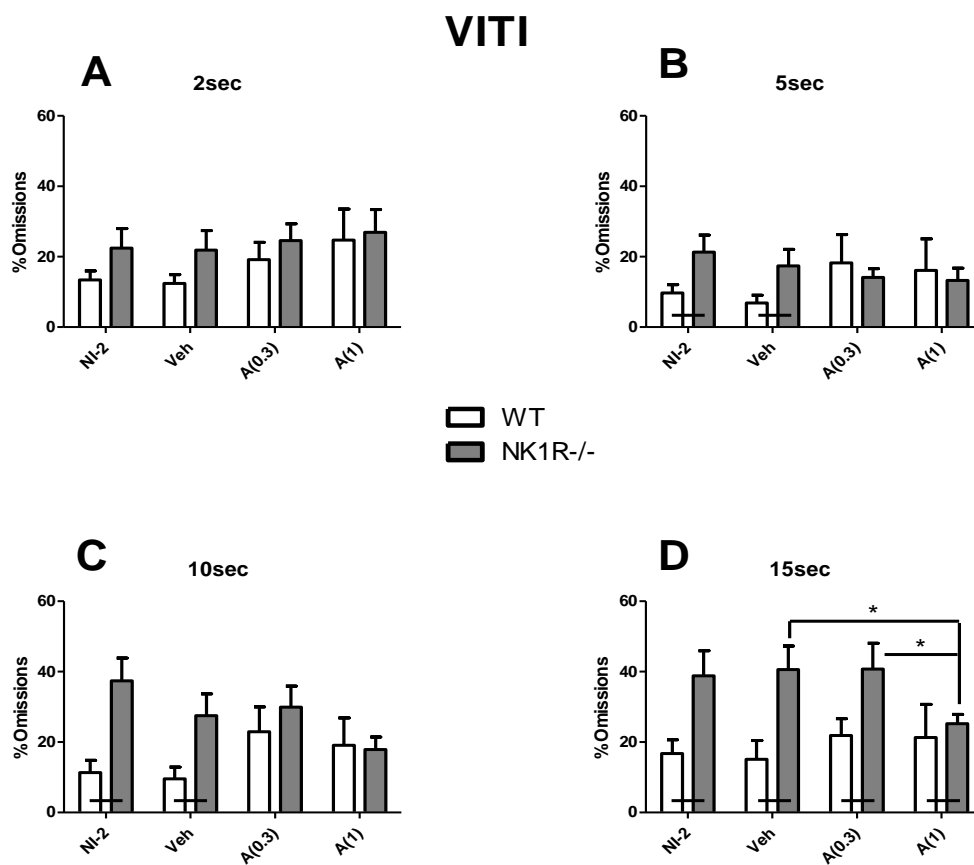 VITI
A
2sec
%Omissions
60
40
20
0
NI-2
Veh
A(0.3)
A(1)
B
5sec
%Omissions
60
40
20
0
NI-2
Veh
A(0.3)
A(1)
WT
NK1R-/-
C
10sec
%Omissions
60
40
20
0
NI-2
Veh
A(0.3)
A(1)
D
15sec
%Omissions
60
40
20
0
*
*
NI-2
Veh
A(0.3)
A(1)